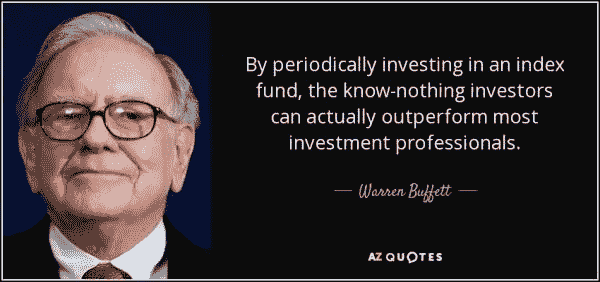 By periodically investing in an index
fund, the know-nothing investors
can actually outperform most
investment professionals.
Warren Buffett
AZ QUOTES